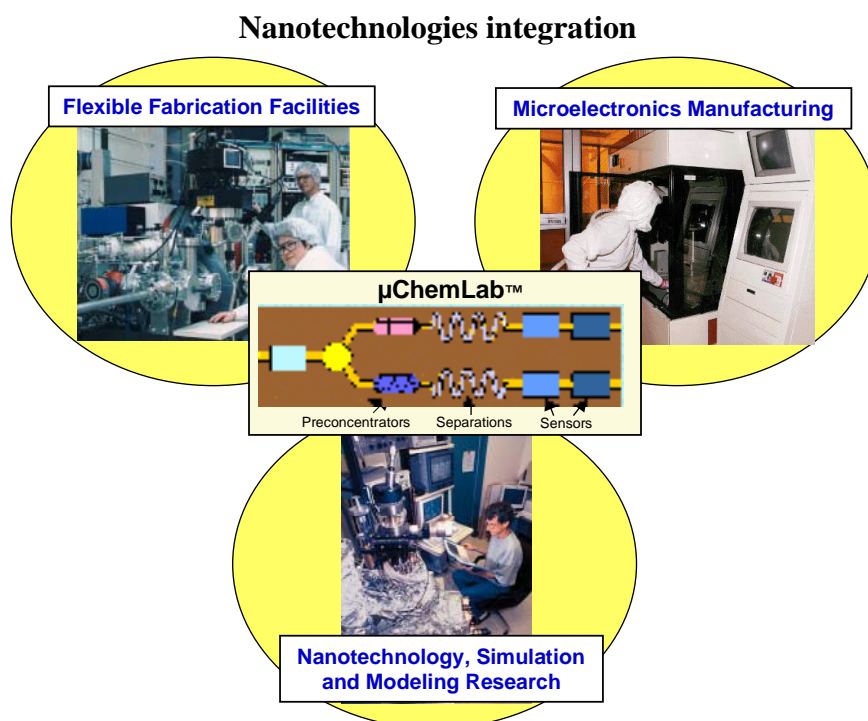 Nanotechnologies integration
Flexible Fabrication Facilities
Microelectronics Manufacturing
µChemLab™
Preconcentrators Separations Sensors
Nanotechnology, Simulation
and Modeling Research